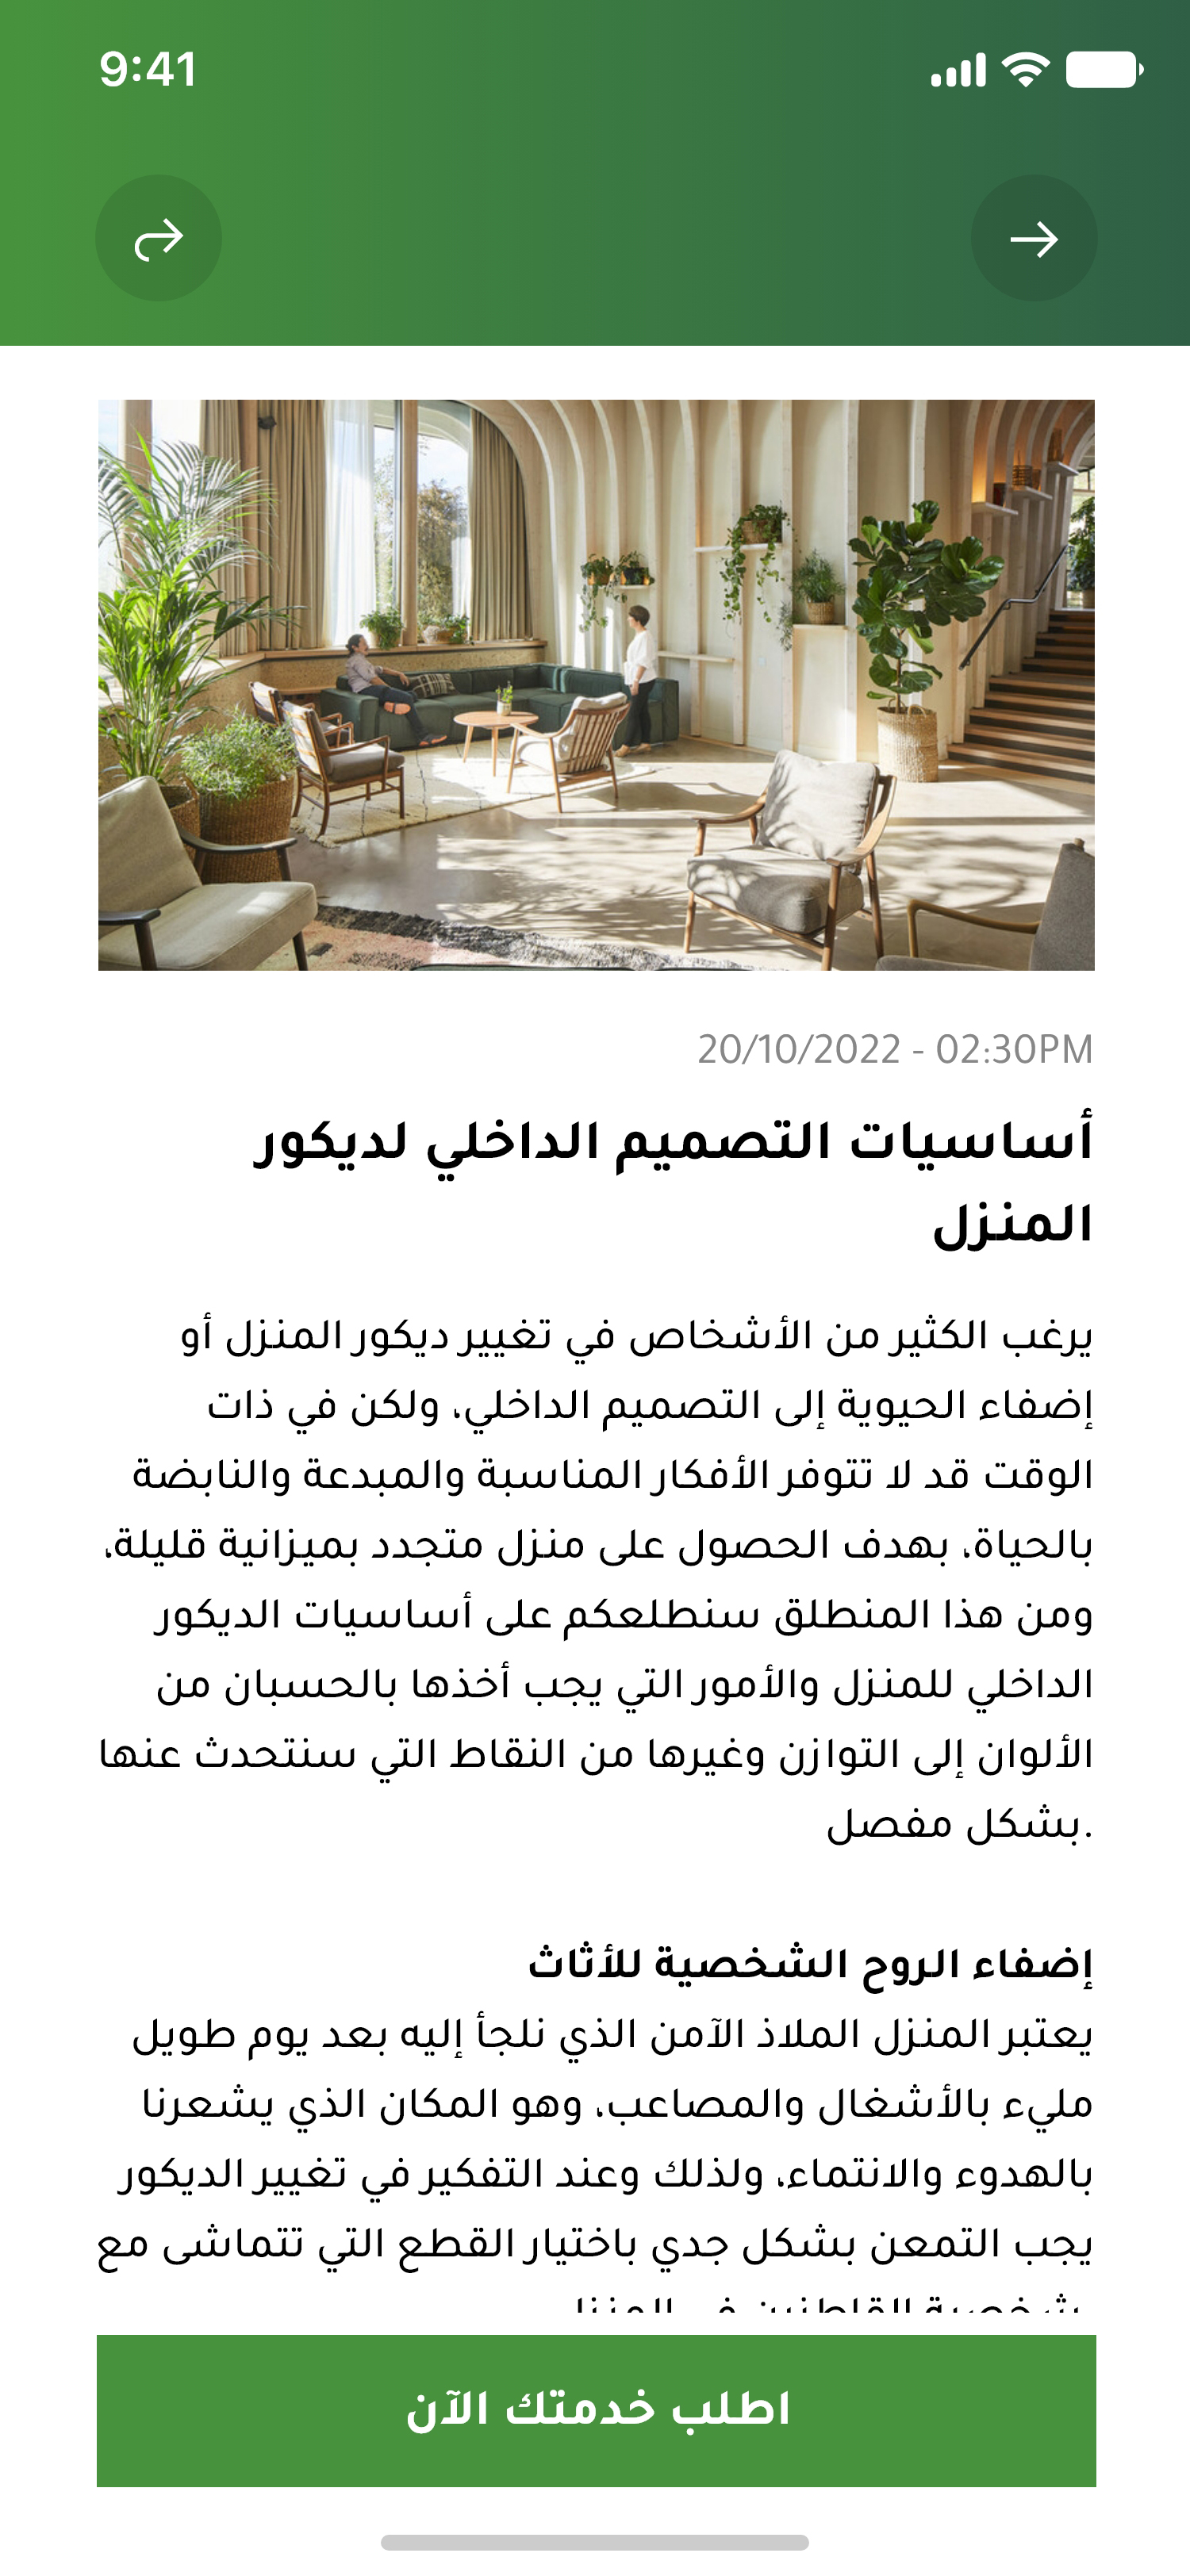 9:41
20/10/2022 - 02:30PM
أساسيات التصميم الداخلي لديكور
المنزل
يرغب الكثير من الأشخاص في تغيير ديكور المنزل أو
إضفاء الحيوية إلى التصميم الداخلي، ولكن في ذات
الوقت قد لا تتوفر الأفكار المناسبة والمبدعة والنابضة
بالحياة، بهدف الحصول على منزل متجدد بميزانية قليلة،
ومن هذا المنطلق سنطلعكم على أساسيات الديكور
الداخلي للمنزل والأمور التي يجب أخذها بالحسبان من
الألوان إلى التوازن وغيرها من النقاط التي سنتحدث عنها
.بشكل مفصل
إضفاء الروح الشخصية للأثاث
يعتبر المنزل الملاذ الآمن الذي نلجأ إليه بعد يوم طويل
مليء بالأشغال والمصاعب، وهو المكان الذي يشعرنا
بالهدوء والانتماء، ولذلك وعند التفكير في تغيير الديكور
يجب التمعن بشكل جدي باختيار القطع التي تتماشى مع
شخصية القاطنين في المنزل
اطلب خدمتك الآن